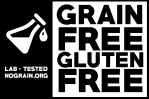 LAB - TESTED
NOGRAIN.ORG
GRAIN
FREE
GLUTEN
FREE